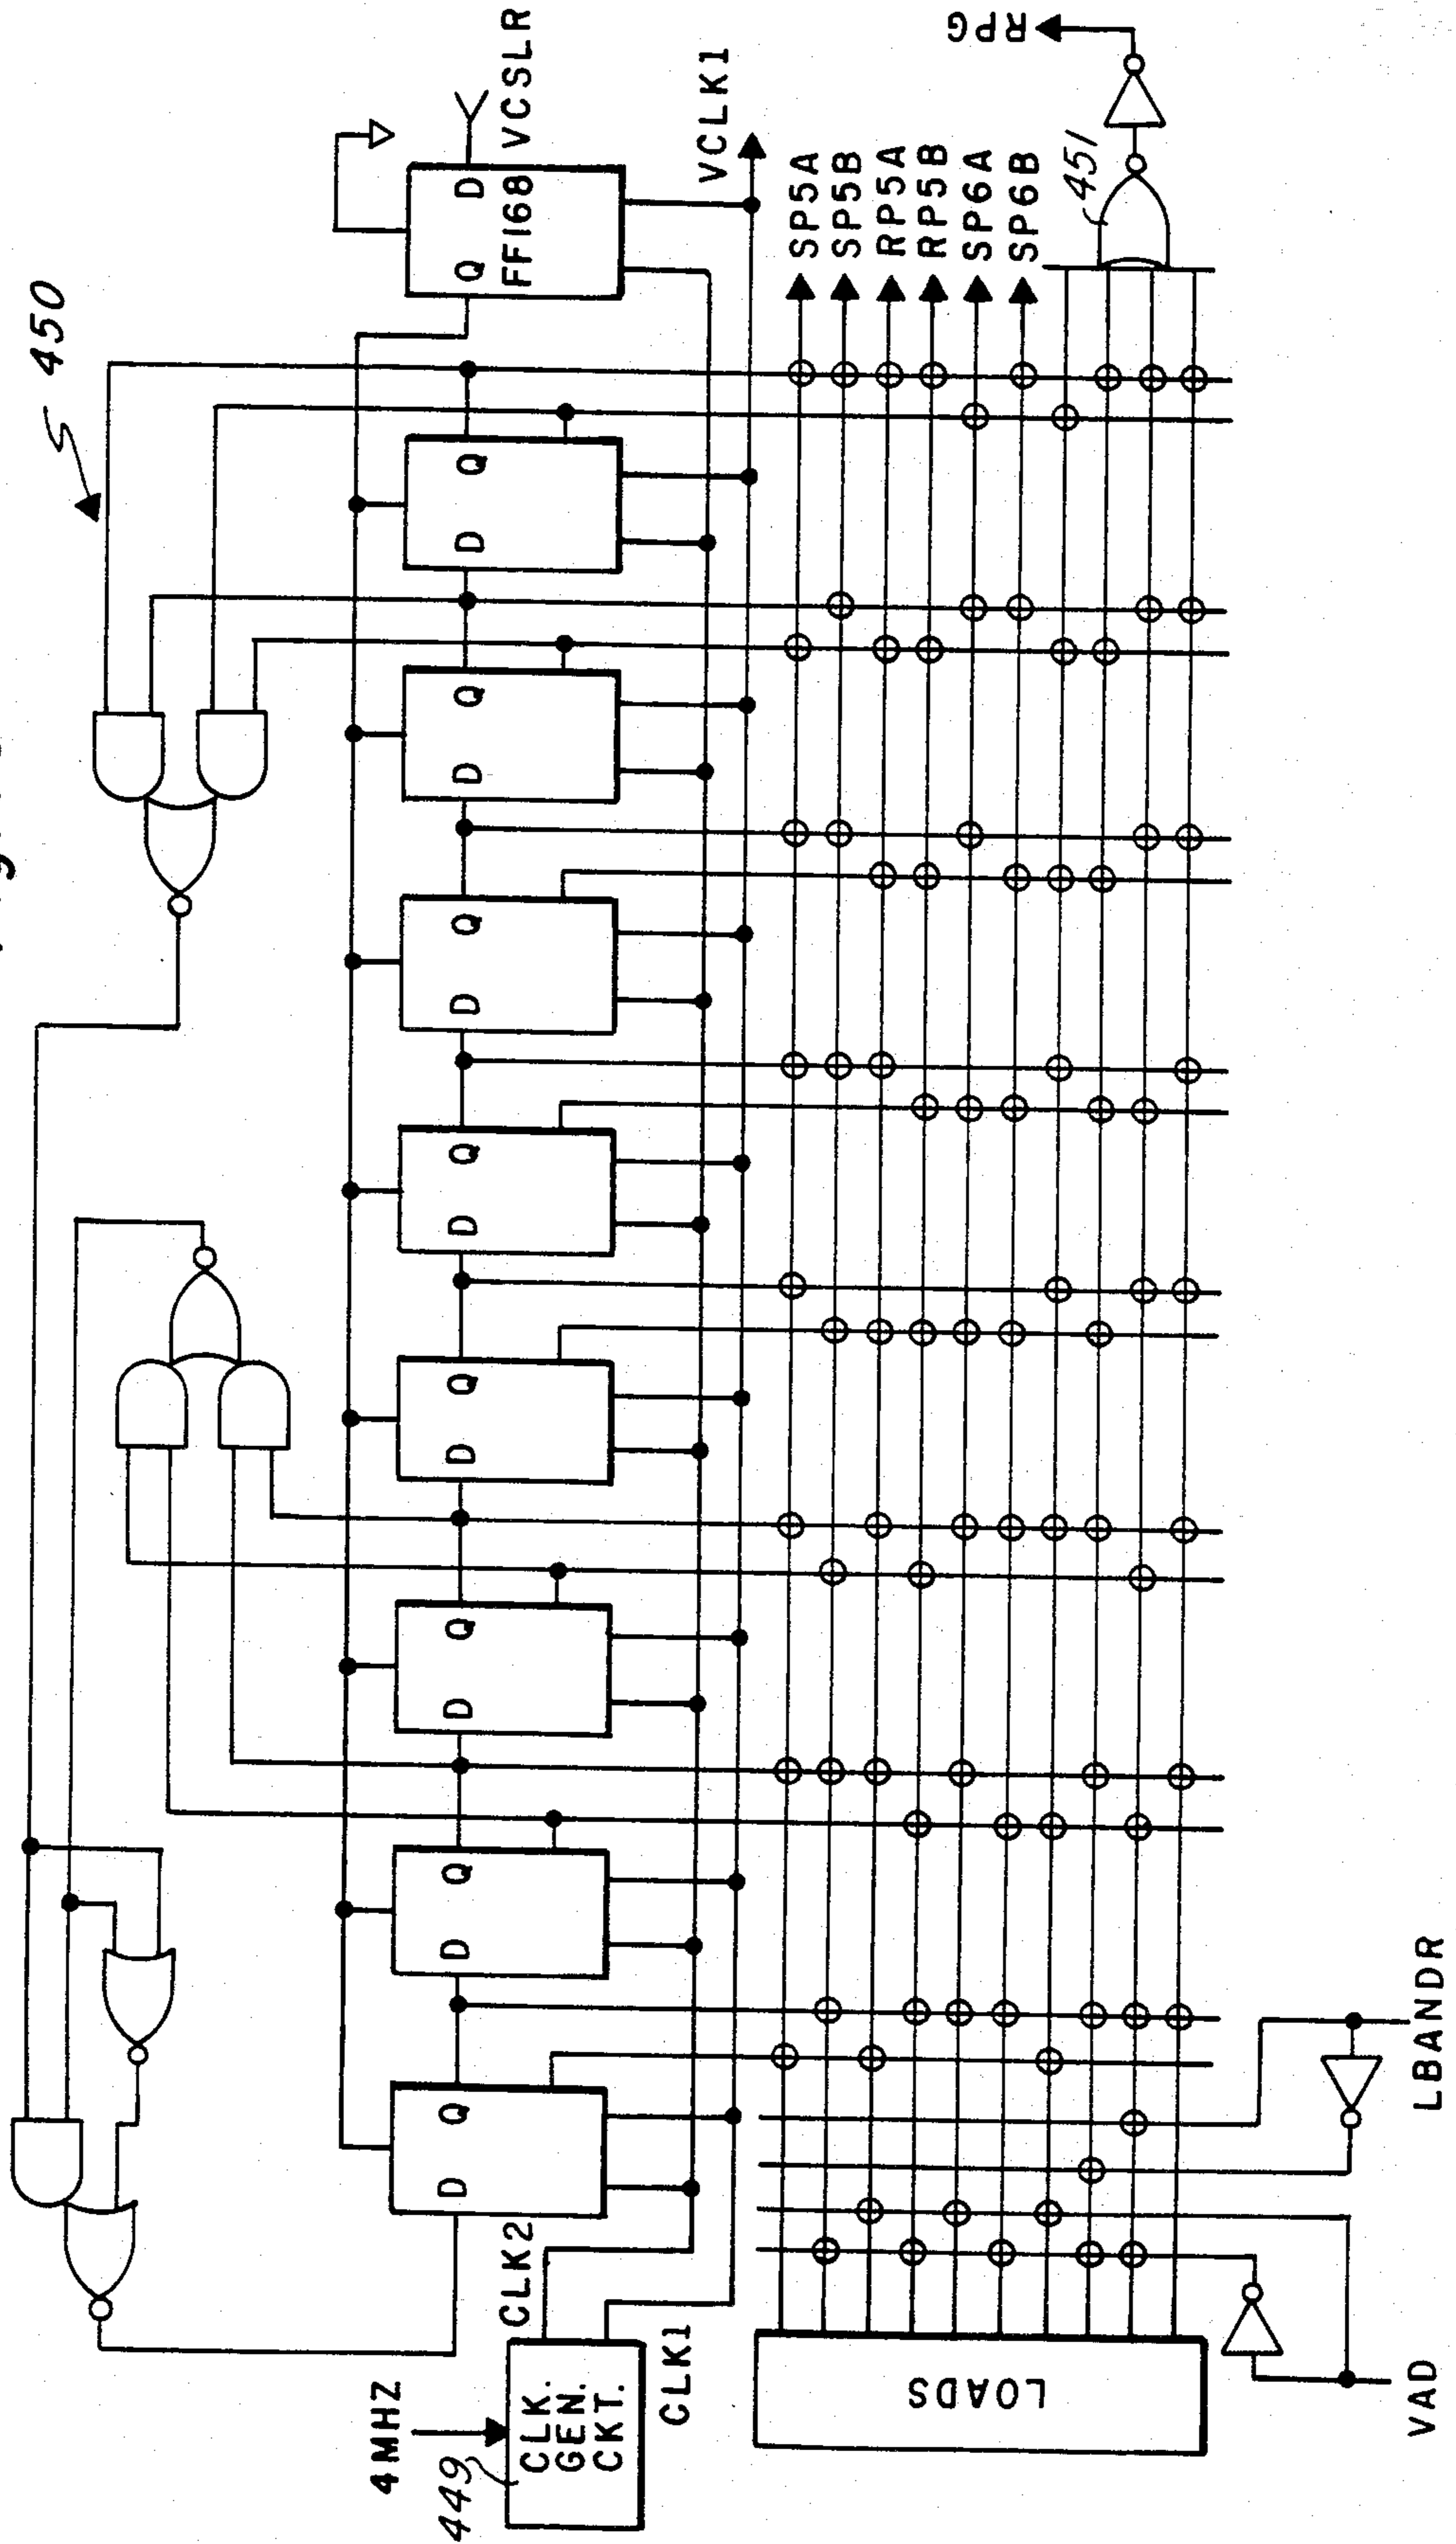 450
4MHZ
449
CLK.
GEN.
CKT.
CLK2
CLK1
D Q
D Q
D Q
D Q
D Q
D Q
D Q
D Q
Q D
FF168
VCSLR
VCLK1
LOADS
SP5A
SP5B
RP5A
RP5B
SP6A
SP6B
451
RPG
VAD
LBANDR